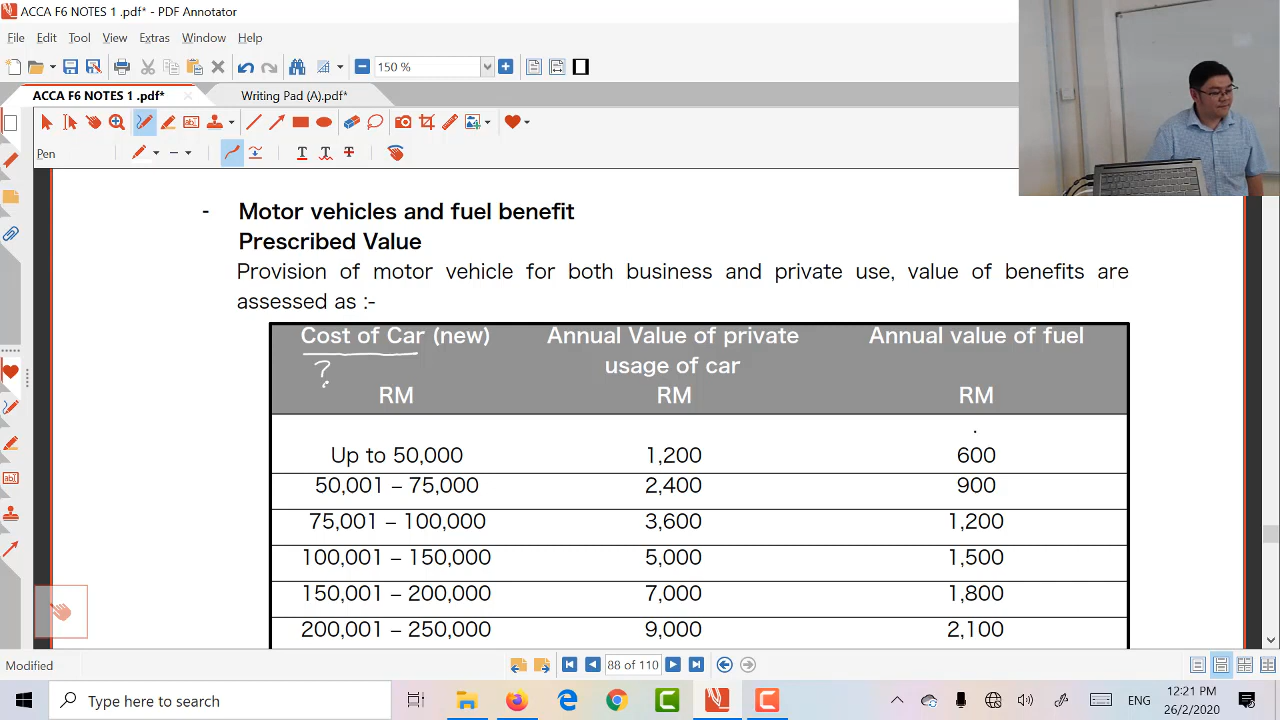 ACCA F6 NOTES 1 .pdf* - PDF Annotator
File Edit Tool View Extras Window Help
150 %
ACCA F6 NOTES 1 .pdf* Writing Pad (A).pdf*
Pen
- Motor vehicles and fuel benefit
Prescribed Value
Provision of motor vehicle for both business and private use, value of benefits are
assessed as :-
Cost of Car (new) Annual Value of private Annual value of fuel
usage of car
?
RM RM RM
Up to 50,000 1,200 600
50,001 – 75,000 2,400 900
75,001 – 100,000 3,600 1,200
100,001 – 150,000 5,000 1,500
150,001 – 200,000 7,000 1,800
200,001 – 250,000 9,000 2,100
Modified 88 of 110
Type here to search ENG 12:21 PM
26/2/2020